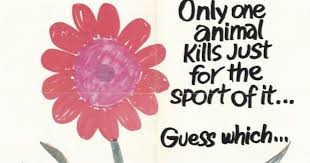 Only one
animal
Kills Just
for the
sport of it...
Guess which...